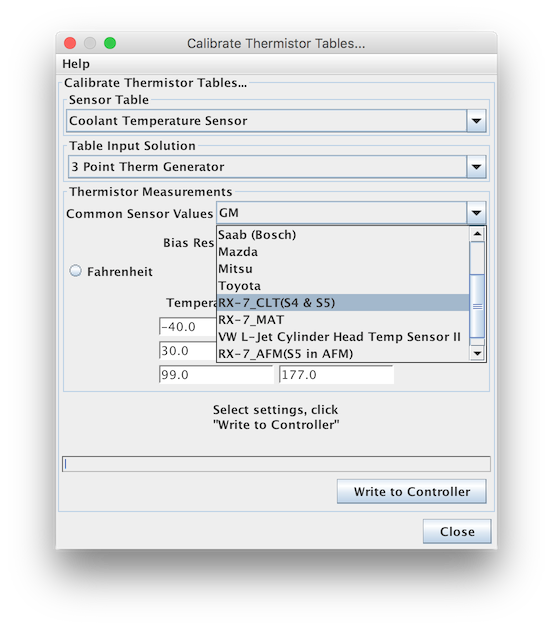 Calibrate Thermistor Tables...
Help
Calibrate Thermistor Tables...
Sensor Table
Coolant Temperature Sensor
Table Input Solution
3 Point Therm Generator
Thermistor Measurements
Common Sensor Values GM
Saab (Bosch)
Bias Res
Mazda
Mitsu
Fahrenheit
Toyota
RX-7_CLT(S4 & S5)
Tempera
RX-7_MAT
-40.0
VW L-Jet Cylinder Head Temp Sensor II
30.0
RX-7_AFM(S5 in AFM)
99.0 177.0
Select settings, click
"Write to Controller"
Write to Controller
Close